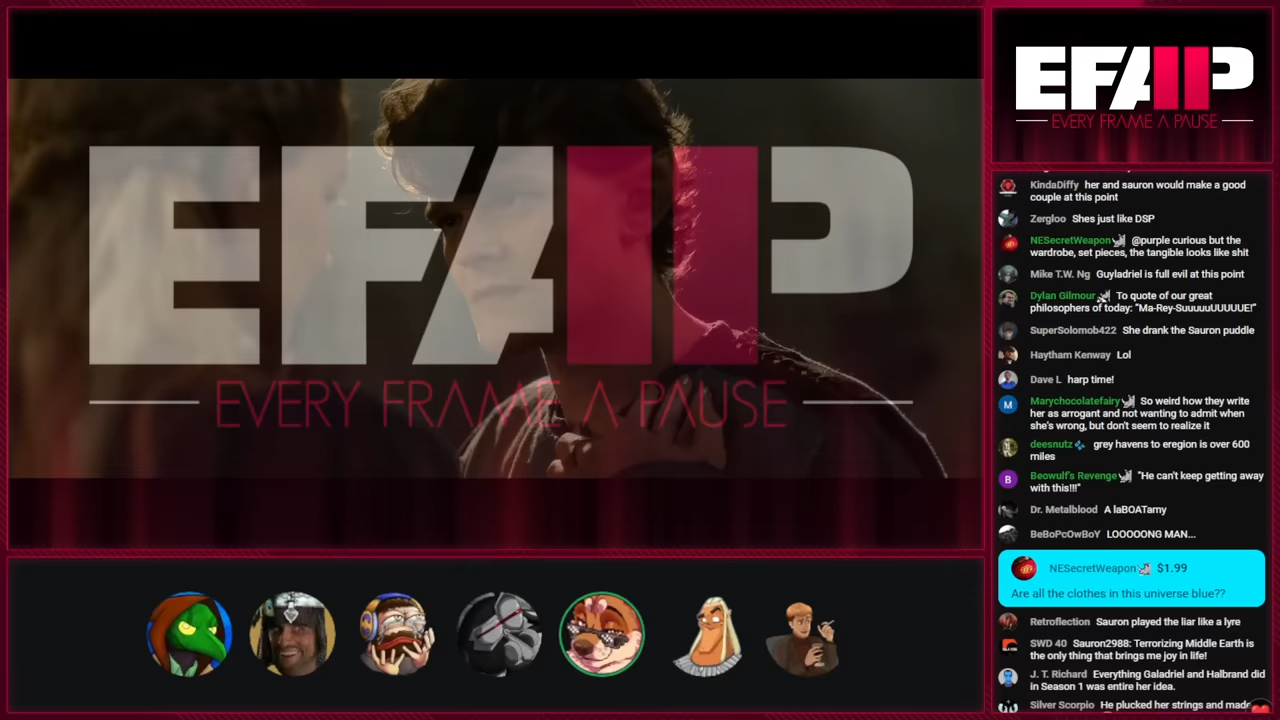 EFAP
EVERY FRAME A PAUSE
EFAP
EVERY FRAME A PAUSE
KindaDiffy her and sauron would make a good
couple at this point
Zergloo Shes just like DSP
NESecretWeapon @purple curious but the
wardrobe, set pieces, the tangible looks like shit
Mike T.W. Ng Guyladriel is full evil at this point
Dylan Gilmour To quote of our great
philosophers of today: "Ma-Rey-SuuuuuUUUUUE!"
SuperSolomob422 She drank the Sauron puddle
Haytham Kenway Lol
Dave L harp time!
M Marychocolatefairy So weird how they write
her as arrogant and not wanting to admit when
she's wrong, but don't seem to realize it
deesnutz grey havens to eregion is over 600
miles
B Beowulf's Revenge "He can't keep getting away
with this!!!"
Dr. Metalblood A laBOATamy
BeBoPcOwBoY LOOOOONG MAN...
NESecretWeapon $1.99
Are all the clothes in this universe blue??
Retroflection Sauron played the liar like a lyre
SWD 40 Sauron2988: Terrorizing Middle Earth is
the only thing that brings me joy in life!
J. T. Richard Everything Galadriel and Halbrand did
in Season 1 was entire her idea.
Silver Scorpio He plucked her strings and made